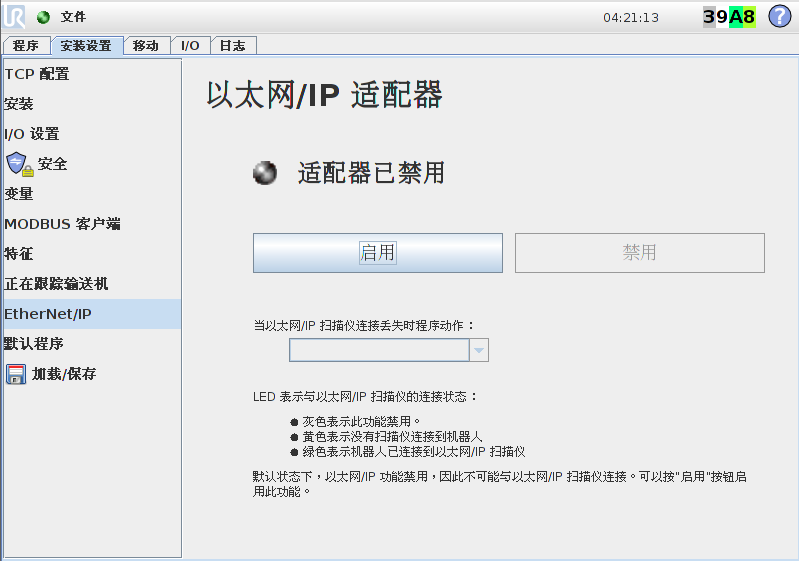 UR 文件 04:21:13 39A8 ?
程序 安装设置 移动 I/O 日志
TCP 配置
安装
I/O 设置
安全
变量
MODBUS 客户端
特征
正在跟踪输送机
EtherNet/IP
默认程序
加载/保存
以太网/IP 适配器
适配器已禁用
启用 禁用
当以太网/IP 扫描仪连接丢失时程序动作：
LED 表示与以太网/IP 扫描仪的连接状态：
● 灰色表示此功能禁用。
● 黄色表示没有扫描仪连接到机器人
● 绿色表示机器人已连接到以太网/IP 扫描仪
默认状态下，以太网/IP 功能禁用，因此不可能与以太网/IP 扫描仪连接。可以按"启用"按钮启
用此功能。